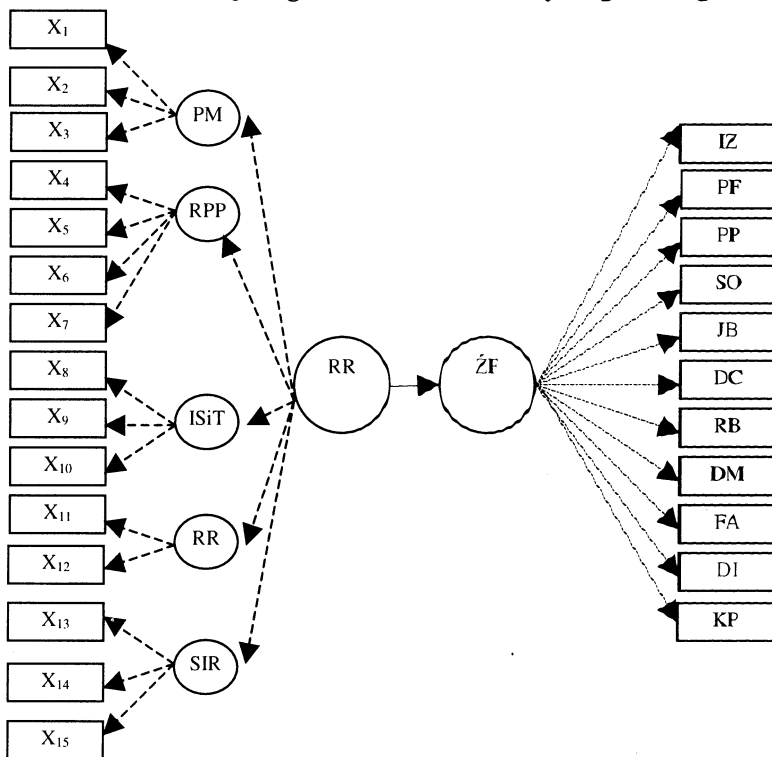 X₁
X₂
X₃
X₄
X₅
X₆
X₇
X₈
X₉
X₁₀
X₁₁
X₁₂
X₁₃
X₁₄
X₁₅
PM
RPP
ISiT
RR
SIR
RR
ŹF
IZ
PF
PP
SO
JB
DC
RB
DM
FA
DI
KP